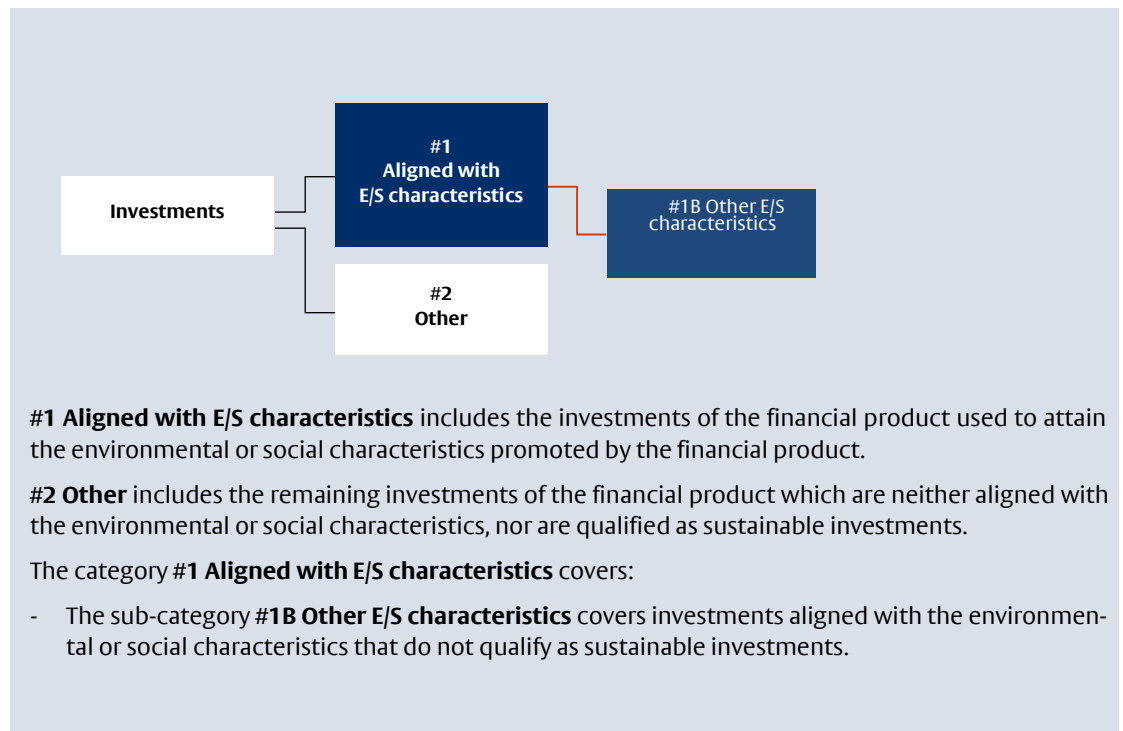 #1
Aligned with
E/S characteristics
Investments
#1B Other E/S
characteristics
#2
Other
#1 Aligned with E/S characteristics includes the investments of the financial product used to attain
the environmental or social characteristics promoted by the financial product.
#2 Other includes the remaining investments of the financial product which are neither aligned with
the environmental or social characteristics, nor are qualified as sustainable investments.
The category #1 Aligned with E/S characteristics covers:
- The sub-category #1B Other E/S characteristics covers investments aligned with the environmen-
tal or social characteristics that do not qualify as sustainable investments.